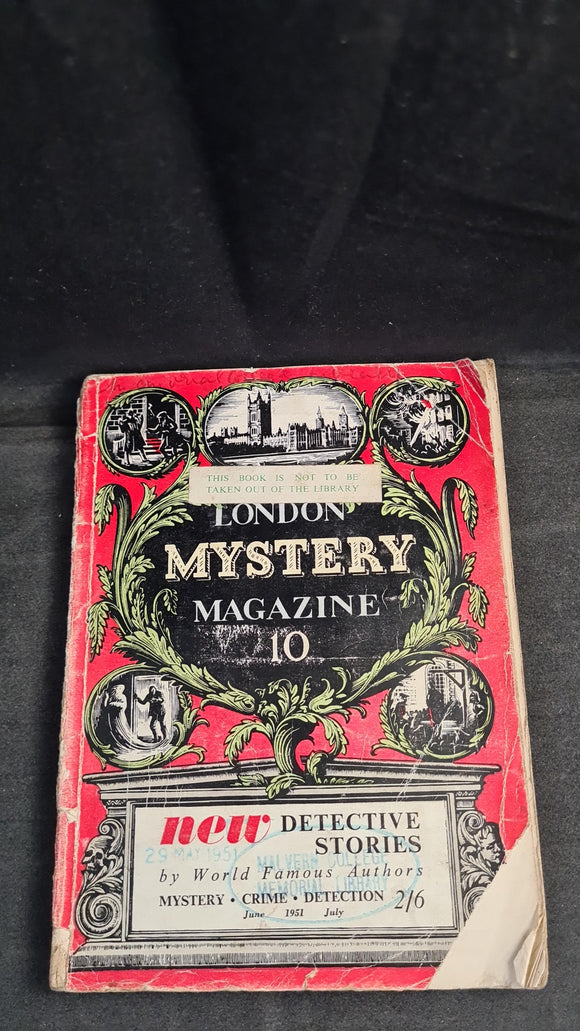 THIS BOOK IS NOT TO BE
TAKEN OUT OF THE LIBRARY
LONDON
MYSTERY
MAGAZINE
10
new DETECTIVE
STORIES
29 MAY 1951
MALVERN COLLEGE
MEMORIAL LIBRARY
by World Famous Authors
MYSTERY · CRIME · DETECTION 2/6
June 1951 July